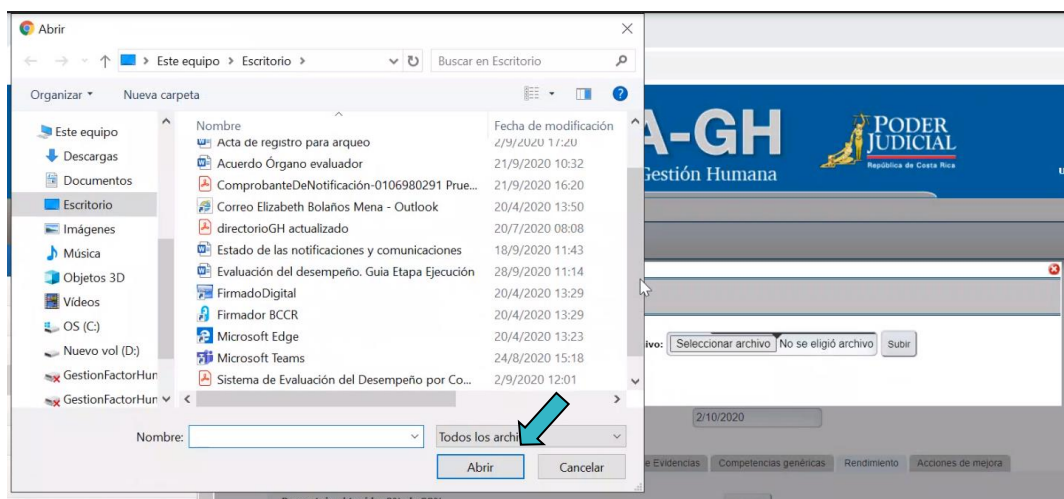 Abrir
Este equipo > Escritorio >
Buscar en Escritorio
Organizar
Nueva carpeta
Este equipo
Descargas
Documentos
Escritorio
Imágenes
Música
Objetos 3D
Vídeos
OS (C:)
Nuevo vol (D:)
GestionFactorHun
GestionFactorHun
Nombre Fecha de modificación
Acta de registro para arqueo 2/9/2020 17:20
Acuerdo Órgano evaluador 21/9/2020 10:32
ComprobanteDeNotificación-0106980291 Prue... 21/9/2020 16:20
Correo Elizabeth Bolaños Mena - Outlook 20/4/2020 13:50
directorioGH actualizado 20/7/2020 08:08
Estado de las notificaciones y comunicaciones 18/9/2020 11:43
Evaluación del desempeño. Guia Etapa Ejecución 28/9/2020 11:14
FirmadoDigital 20/4/2020 13:29
Firmador BCCR 20/4/2020 13:29
Microsoft Edge 20/4/2020 13:23
Microsoft Teams 24/8/2020 15:18
Sistema de Evaluación del Desempeño por Co... 2/9/2020 12:01
Nombre:
Todos los archi
Abrir
Cancelar
A-GH
Gestión Humana
PODER
JUDICIAL
República de Costa Rica
ivo: Seleccionar archivo No se eligió archivo Subir
2/10/2020
e Evidencias Competencias genéricas Rendimiento Acciones de mejora